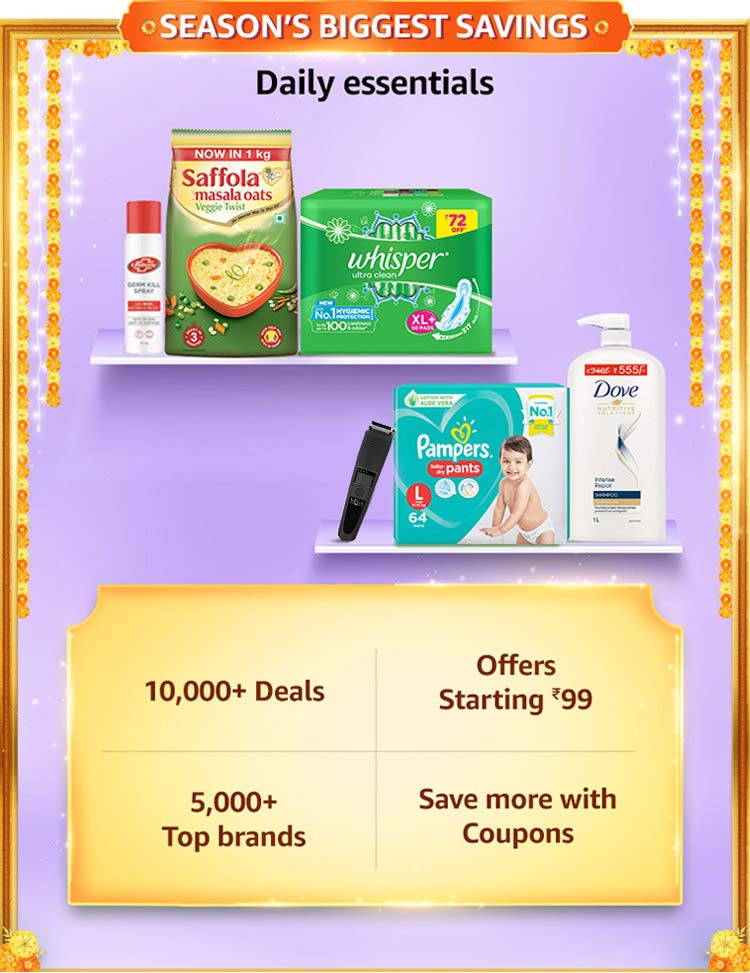 SEASON'S BIGGEST SAVINGS
Daily essentials
NOW IN 1 kg
Saffola
masala oats
Veggie Twist
GERM KILL
SPRAY
₹72
OFF
whisper
ultra clean
NEW
No.1 HYGIENIC
PROTECTION
100%
XL+
317
3
₹555/-
Dove
NUTRITIVE
SOLUTIONS
Intense
Repair
SHAMPOO
1L
LOTION WITH
ALOE VERA
No.1
Pampers
baby-
dry
pants
L
64
10,000+ Deals
Offers
Starting ₹99
5,000+
Top brands
Save more with
Coupons